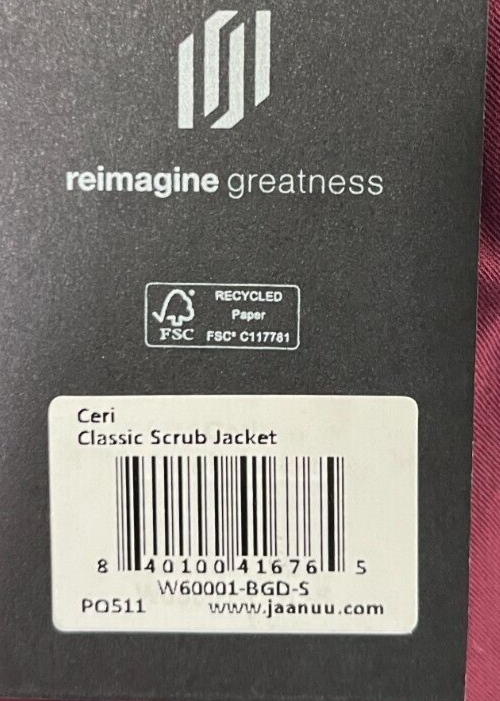 reimagine greatness
RECYCLED
Paper
FSC FSC® C117781
Ceri
Classic Scrub Jacket
8 40100 41676 5
W60001-BGD-S
PO511 www.jaanuu.com